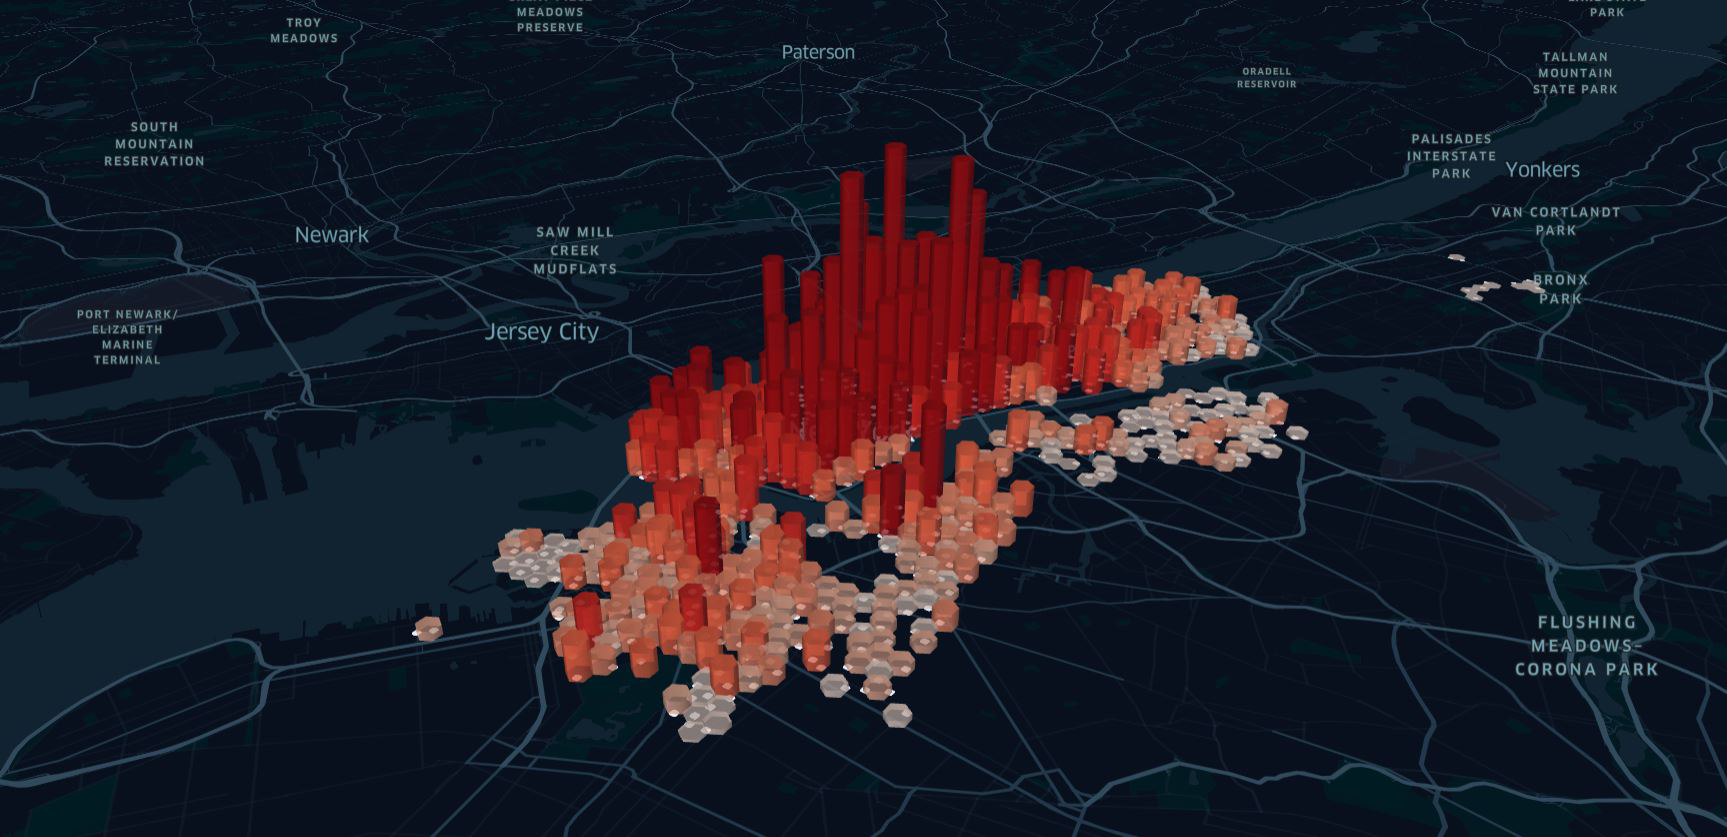 TROY
MEADOWS
MEADOWS
PRESERVE
Paterson
PARK
TALLMAN
MOUNTAIN
STATE PARK
ORADELL
RESERVOIR
SOUTH
MOUNTAIN
RESERVATION
PALISADES
INTERSTATE
PARK
Yonkers
VAN CORTLANDT
PARK
Newark
SAW MILL
CREEK
MUDFLATS
BRONX
PARK
PORT NEWARK/
ELIZABETH
MARINE
TERMINAL
Jersey City
FLUSHING
MEADOWS-
CORONA PARK